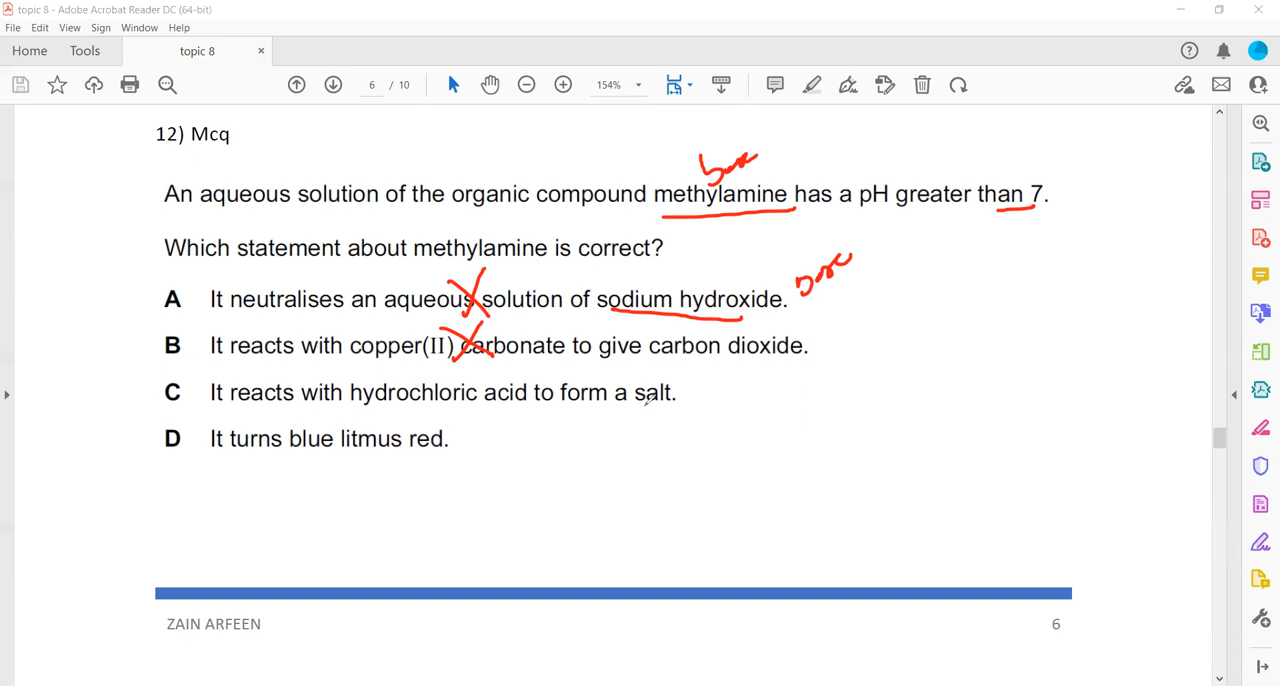 topic 8 - Adobe Acrobat Reader DC (64-bit)
File Edit View Sign Window Help
Home Tools topic 8 ×
6 / 10 154%
12) Mcq
base
An aqueous solution of the organic compound methylamine has a pH greater than 7.
Which statement about methylamine is correct?
A It neutralises an aqueous solution of sodium hydroxide.
B It reacts with copper(II) carbonate to give carbon dioxide.
C It reacts with hydrochloric acid to form a salt.
D It turns blue litmus red.
ZAIN ARFEEN 6